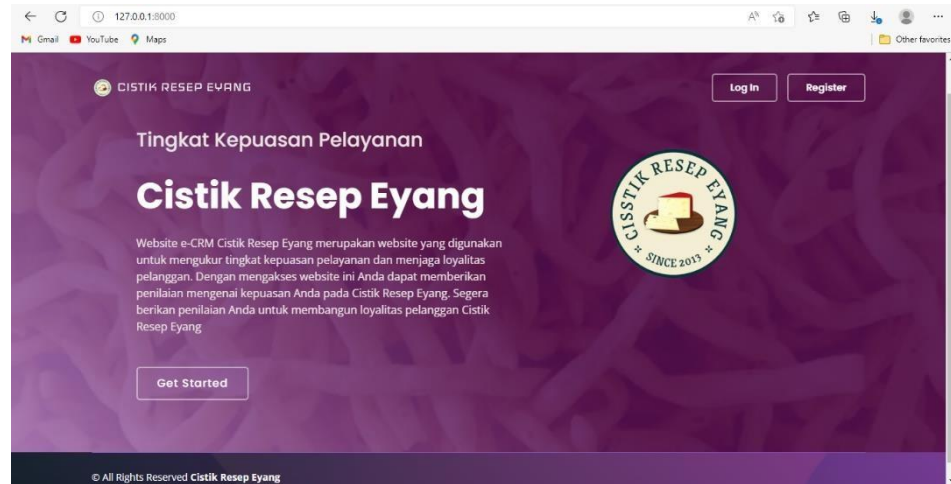 127.0.0.1:8000
Gmail YouTube Maps Other favorites
CISTIK RESEP EYANG
Log In Register
Tingkat Kepuasan Pelayanan
Cistik Resep Eyang
Website e-CRM Cistik Resep Eyang merupakan website yang digunakan
untuk mengukur tingkat kepuasan pelayanan dan menjaga loyalitas
pelanggan. Dengan mengakses website ini Anda dapat memberikan
penilaian mengenai kepuasan Anda pada Cistik Resep Eyang. Segera
berikan penilaian Anda untuk membangun loyalitas pelanggan Cistik
Resep Eyang
Get Started
CISSTIK RESEP EYANG
SINCE 2013
© All Rights Reserved Cistik Resep Eyang